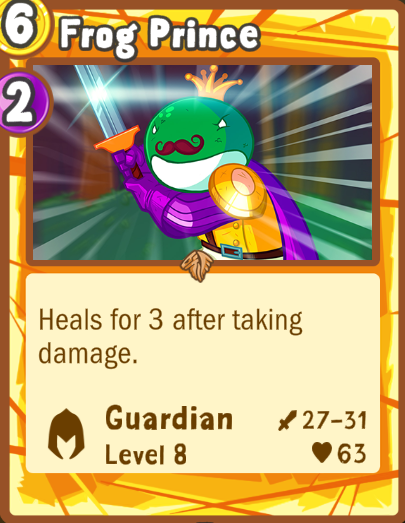 6
Frog Prince
2
Heals for 3 after taking
damage.
Guardian 27–31
Level 8 63